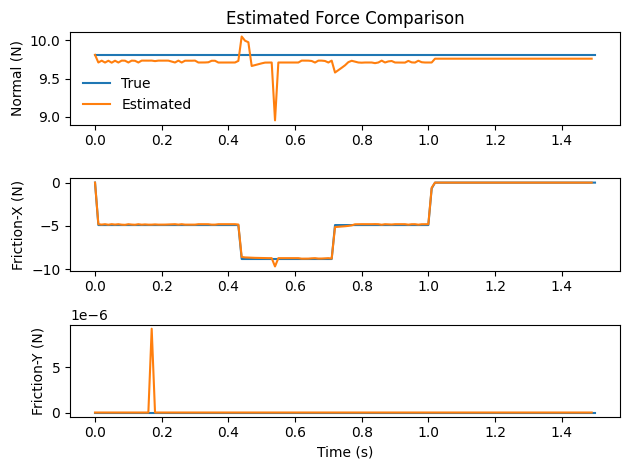 Estimated Force Comparison
Normal (N)
10.0
9.5
9.0
True
Estimated
0.0 0.2 0.4 0.6 0.8 1.0 1.2 1.4
Friction-X (N)
0
−5
−10
0.0 0.2 0.4 0.6 0.8 1.0 1.2 1.4
1e−6
Friction-Y (N)
5
0
0.0 0.2 0.4 0.6 0.8 1.0 1.2 1.4
Time (s)